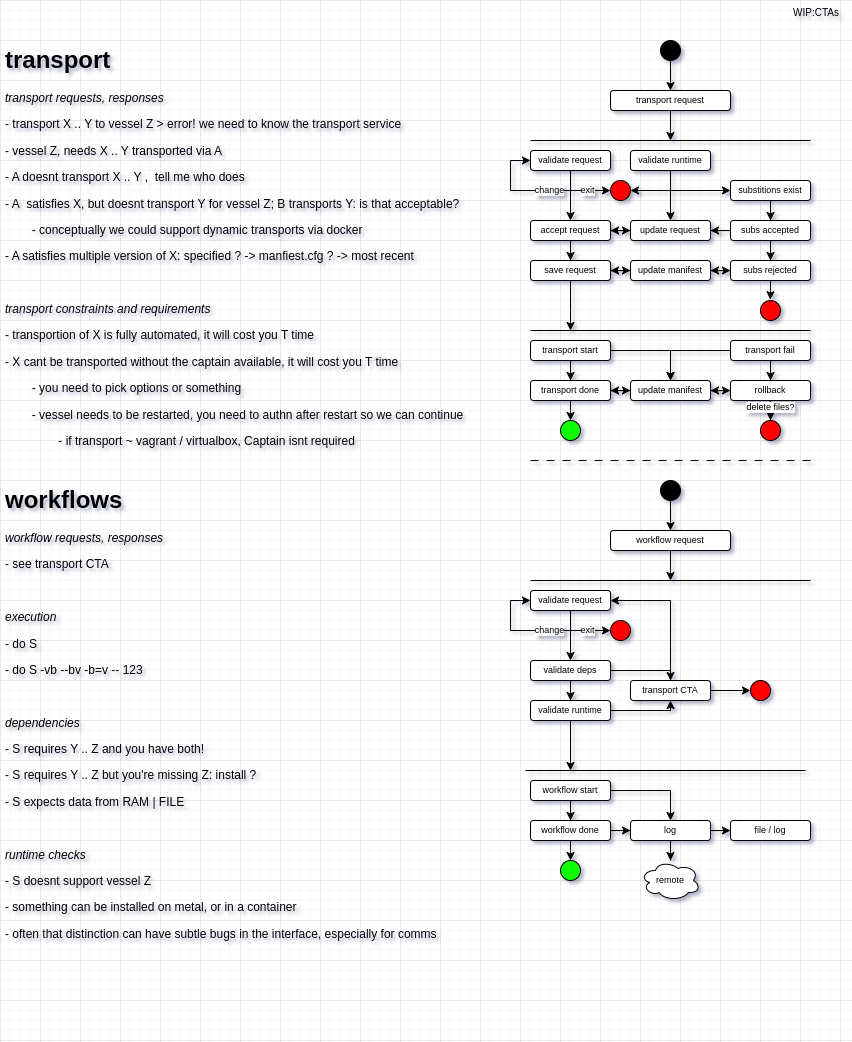 WIP:CTAs
transport
transport requests, responses
- transport X .. Y to vessel Z > error! we need to know the transport service
- vessel Z, needs X .. Y transported via A
- A doesnt transport X .. Y ,  tell me who does
- A  satisfies X, but doesnt transport Y for vessel Z; B transports Y: is that acceptable?
- conceptually we could support dynamic transports via docker
- A satisfies multiple version of X: specified ? -> manfiest.cfg ? -> most recent
transport constraints and requirements
- transportion of X is fully automated, it will cost you T time
- X cant be transported without the captain available, it will cost you T time
- you need to pick options or something
- vessel needs to be restarted, you need to authn after restart so we can continue
- if transport ~ vagrant / virtualbox, Captain isnt required
transport request
validate request
validate runtime
change
exit
substitions exist
accept request
update request
subs accepted
save request
update manifest
subs rejected
transport start
transport fail
transport done
update manifest
rollback
delete files?
workflows
workflow requests, responses
- see transport CTA
execution
- do S
- do S -vb --bv -b=v -- 123
dependencies
- S requires Y .. Z and you have both!
- S requires Y .. Z but you're missing Z: install ?
- S expects data from RAM | FILE
runtime checks
- S doesnt support vessel Z
- something can be installed on metal, or in a container
- often that distinction can have subtle bugs in the interface, especially for comms
workflow request
validate request
change
exit
validate deps
transport CTA
validate runtime
workflow start
workflow done
log
file / log
remote